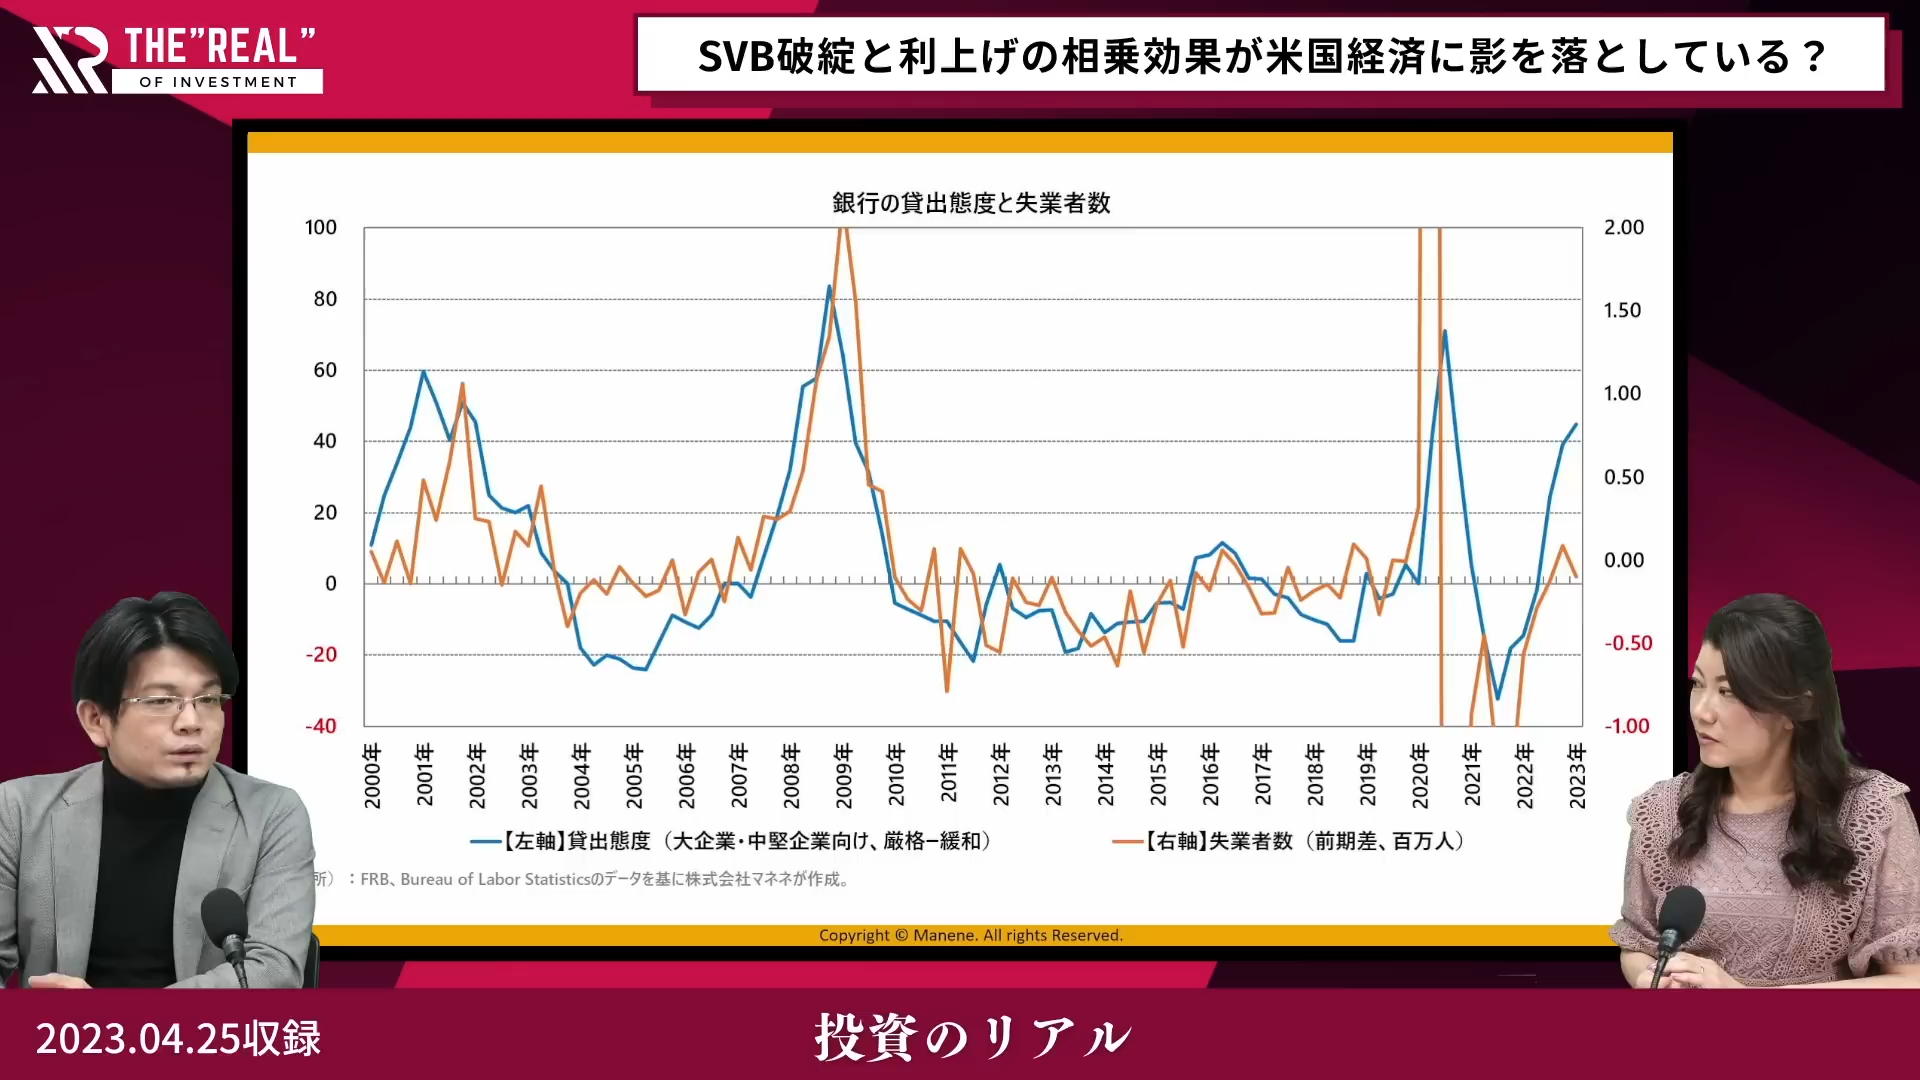 THE"REAL"
OF INVESTMENT
SVB破綻と利上げの相乗効果が米国経済に影を落としている？
銀行の貸出態度と失業者数
100
80
60
40
20
0
-20
-40
2.00
1.50
1.00
0.50
0.00
-0.50
-1.00
2000年
2001年
2002年
2003年
2004年
2005年
2006年
2007年
2008年
2009年
2010年
2011年
2012年
2013年
2014年
2015年
2016年
2017年
2018年
2019年
2020年
2021年
2022年
2023年
【左軸】貸出態度（大企業・中堅企業向け、厳格−緩和）
【右軸】失業者数（前期差、百万人）
所）：FRB、Bureau of Labor Statisticsのデータを基に株式会社マネネが作成。
Copyright © Manene. All rights Reserved.
2023.04.25収録
投資のリアル